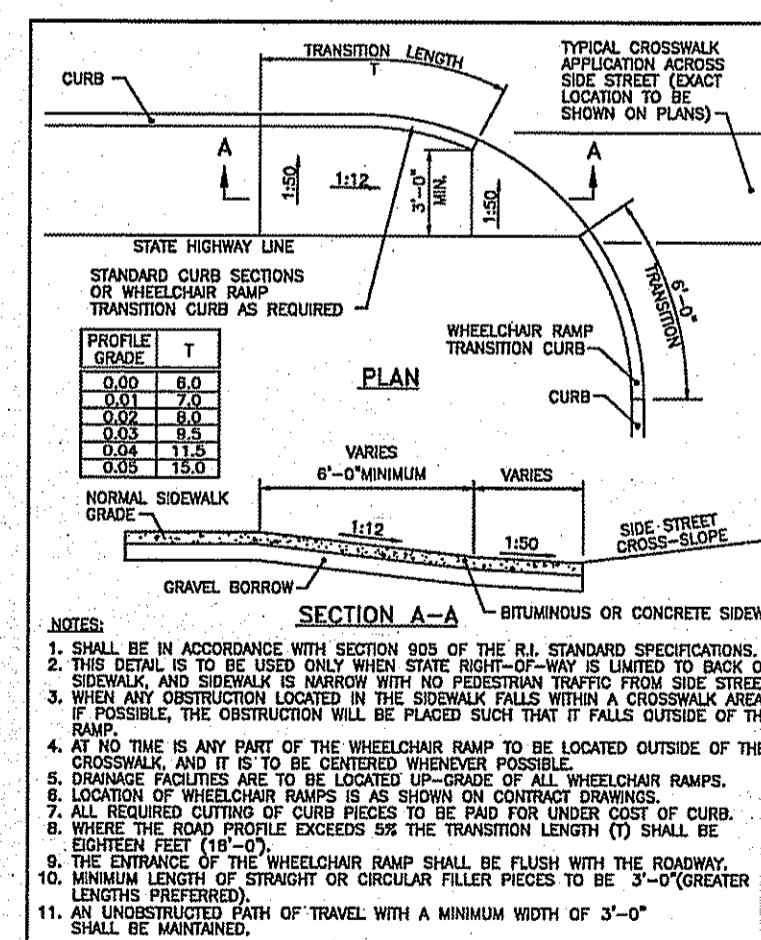 TRANSITION LENGTH
T
CURB
TYPICAL CROSSWALK
APPLICATION ACROSS
SIDE STREET (EXACT
LOCATION TO BE
SHOWN ON PLANS)
A
A
1:50
1:12
3'-0"
MIN.
1:50
STATE HIGHWAY LINE
STANDARD CURB SECTIONS
OR WHEELCHAIR RAMP
TRANSITION CURB AS REQUIRED
6'-0"
TRANSITION
WHEELCHAIR RAMP
TRANSITION CURB
CURB
PROFILE GRADE T
0.00 6.0
0.01 7.0
0.02 8.0
0.03 9.5
0.04 11.5
0.05 15.0
PLAN
VARIES
6'-0" MINIMUM
VARIES
NORMAL SIDEWALK
GRADE
1:12
1:50
SIDE STREET
CROSS-SLOPE
GRAVEL BORROW
SECTION A-A
BITUMINOUS OR CONCRETE SIDEW
NOTES:
1. SHALL BE IN ACCORDANCE WITH SECTION 905 OF THE R.I. STANDARD SPECIFICATIONS.
2. THIS DETAIL IS TO BE USED ONLY WHEN STATE RIGHT-OF-WAY IS LIMITED TO BACK O
SIDEWALK, AND SIDEWALK IS NARROW WITH NO PEDESTRIAN TRAFFIC FROM SIDE STREE
3. WHEN ANY OBSTRUCTION LOCATED IN THE SIDEWALK FALLS WITHIN A CROSSWALK AREA
IF POSSIBLE, THE OBSTRUCTION WILL BE PLACED SUCH THAT IT FALLS OUTSIDE OF TH
RAMP.
4. AT NO TIME IS ANY PART OF THE WHEELCHAIR RAMP TO BE LOCATED OUTSIDE OF THE
CROSSWALK, AND IT IS TO BE CENTERED WHENEVER POSSIBLE.
5. DRAINAGE FACILITIES ARE TO BE LOCATED UP-GRADE OF ALL WHEELCHAIR RAMPS.
6. LOCATION OF WHEELCHAIR RAMPS IS AS SHOWN ON CONTRACT DRAWINGS.
7. ALL REQUIRED CUTTING OF CURB PIECES TO BE PAID FOR UNDER COST OF CURB.
8. WHERE THE ROAD PROFILE EXCEEDS 5% THE TRANSITION LENGTH (T) SHALL BE
EIGHTEEN FEET (18'-0").
9. THE ENTRANCE OF THE WHEELCHAIR RAMP SHALL BE FLUSH WITH THE ROADWAY.
10. MINIMUM LENGTH OF STRAIGHT OR CIRCULAR FILLER PIECES TO BE 3'-0"(GREATER
LENGTHS PREFERRED).
11. AN UNOBSTRUCTED PATH OF TRAVEL WITH A MINIMUM WIDTH OF 3'-0"
SHALL BE MAINTAINED.